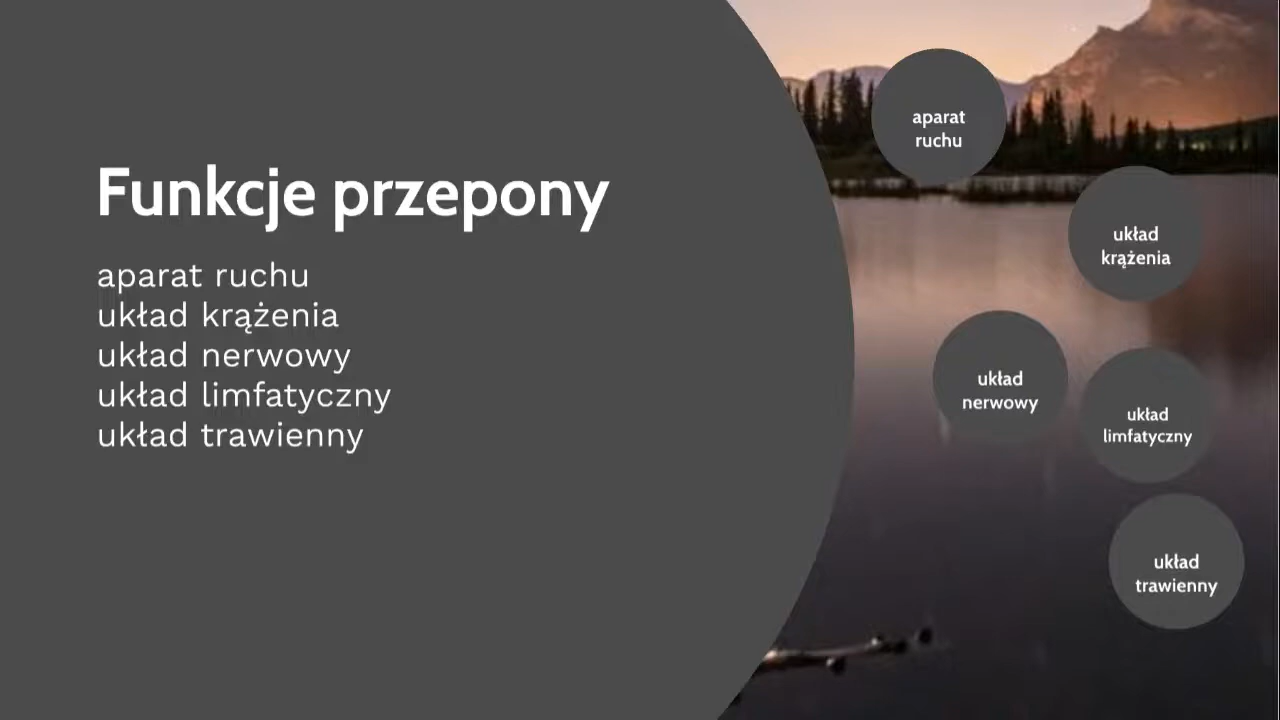 Funkcje przepony
aparat ruchu
układ krążenia
układ nerwowy
układ limfatyczny
układ trawienny
aparat
ruchu
układ
krążenia
układ
nerwowy
układ
limfatyczny
układ
trawienny